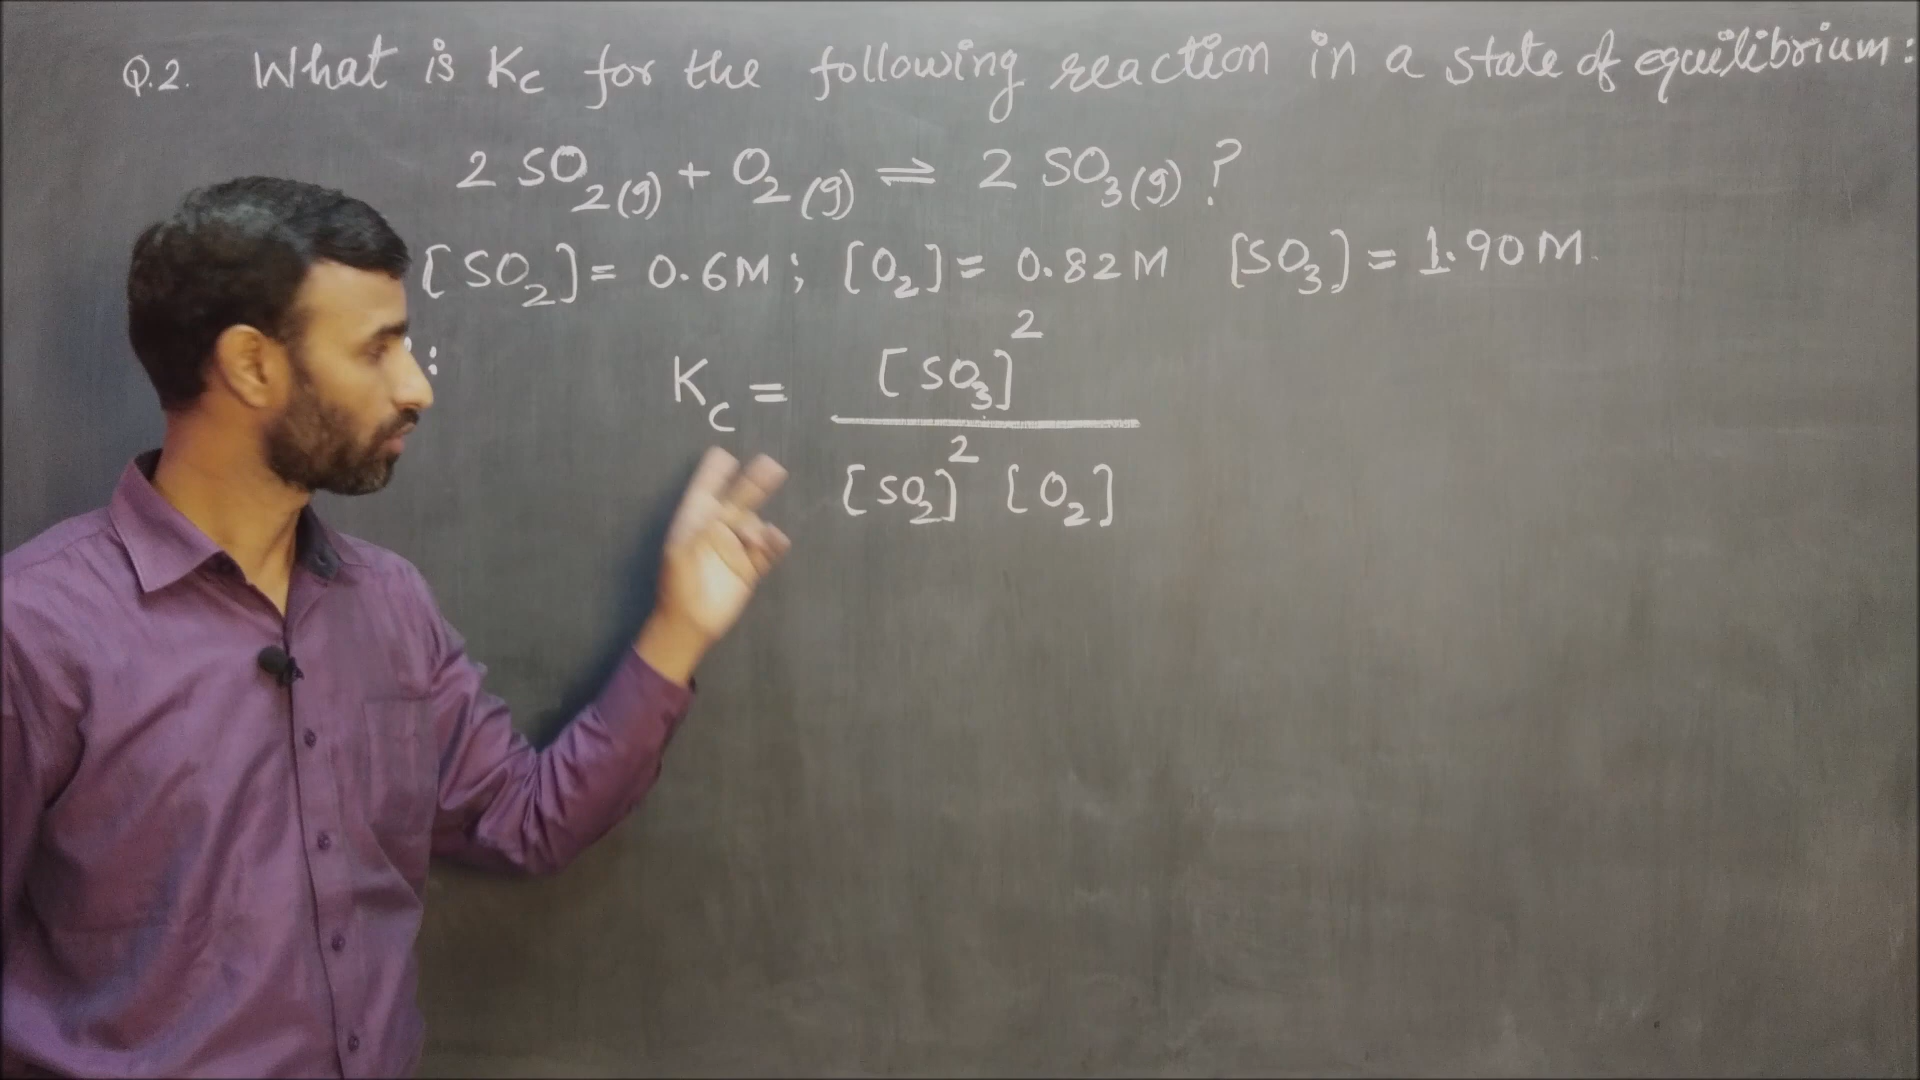 Q.2. What is Kc for the following reaction in a state of equilibrium:
2 SO2(g) + O2(g) ⇌ 2 SO3(g) ?
[SO2] = 0.6M; [O2] = 0.82M [SO3] = 1.90M.
:
Kc = [SO3]²
[SO2]² [O2]